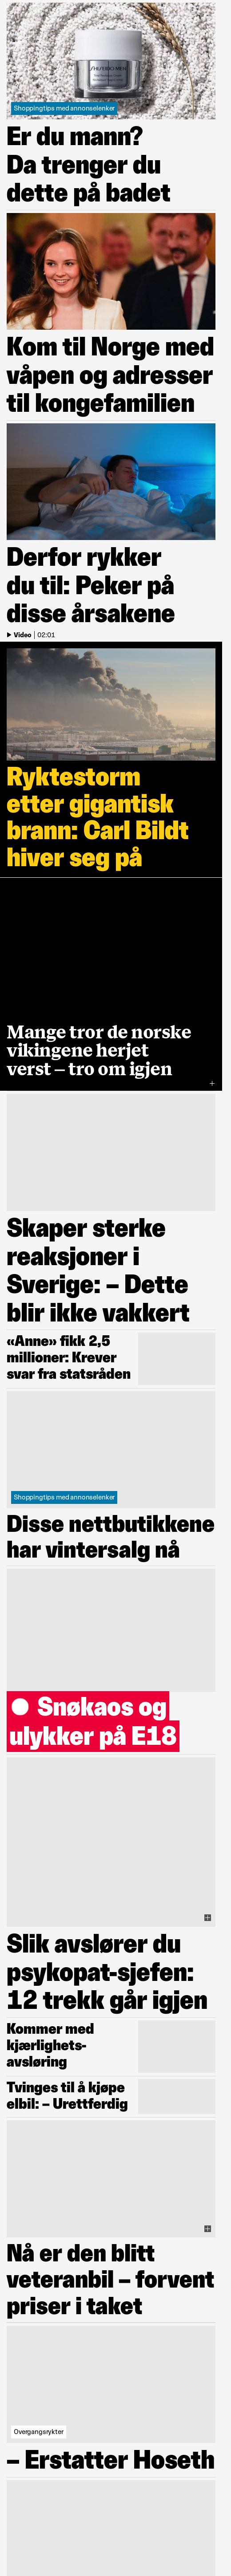 SHISEIDO MEN
Shoppingtips med annonselenker
Er du mann?
Da trenger du
dette på badet
Kom til Norge med
våpen og adresser
til kongefamilien
Derfor rykker
du til: Peker på
disse årsakene
Video | 02:01
Ryktestorm
etter gigantisk
brann: Carl Bildt
hiver seg på
Mange tror de norske
vikingene herjet
verst – tro om igjen
Skaper sterke
reaksjoner i
Sverige: – Dette
blir ikke vakkert
«Anne» fikk 2,5
millioner: Krever
svar fra statsråden
Shoppingtips med annonselenker
Disse nettbutikkene
har vintersalg nå
Snøkaos og
ulykker på E18
Slik avslører du
psykopat-sjefen:
12 trekk går igjen
Kommer med
kjærlighets-
avsløring
Tvinges til å kjøpe
elbil: – Urettferdig
Nå er den blitt
veteranbil – forvent
priser i taket
Overgangsrykter
– Erstatter Hoseth